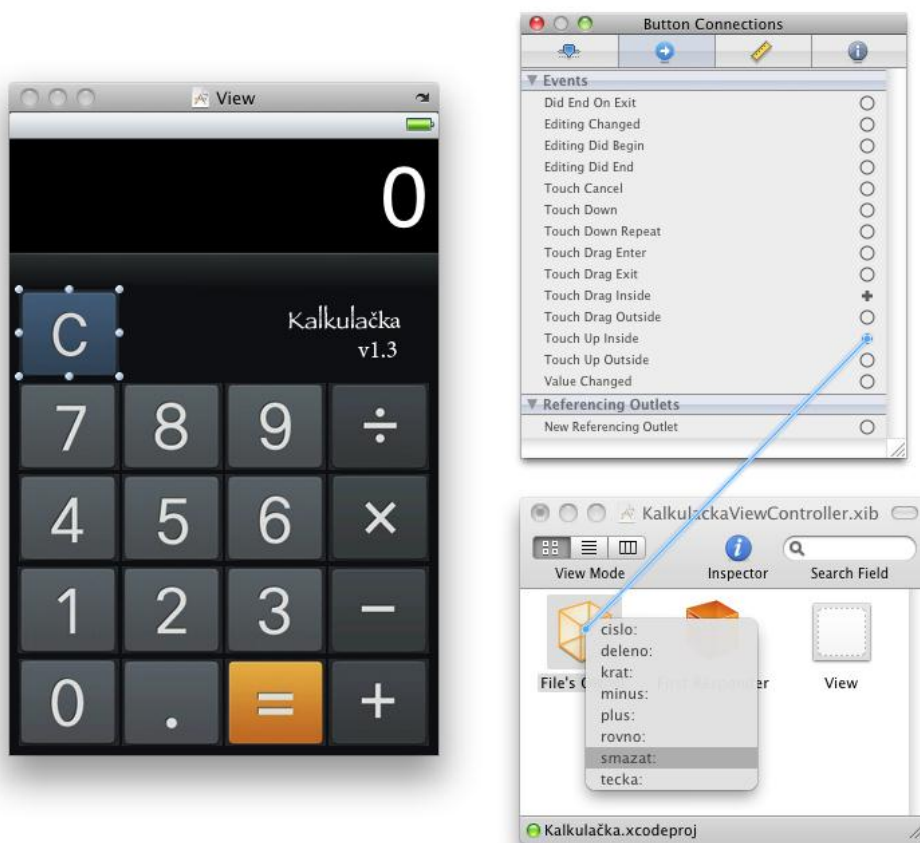 View
0
C
Kalkulačka
v1.3
7 8 9 ÷
4 5 6 ×
1 2 3 −
0 . = +
Button Connections
Events
Did End On Exit
Editing Changed
Editing Did Begin
Editing Did End
Touch Cancel
Touch Down
Touch Down Repeat
Touch Drag Enter
Touch Drag Exit
Touch Drag Inside
Touch Drag Outside
Touch Up Inside
Touch Up Outside
Value Changed
Referencing Outlets
New Referencing Outlet
KalkulackaViewController.xib
View Mode Inspector Search Field
File's View
cislo:
deleno:
krat:
minus:
plus:
rovno:
smazat:
tecka:
Kalkulačka.xcodeproj